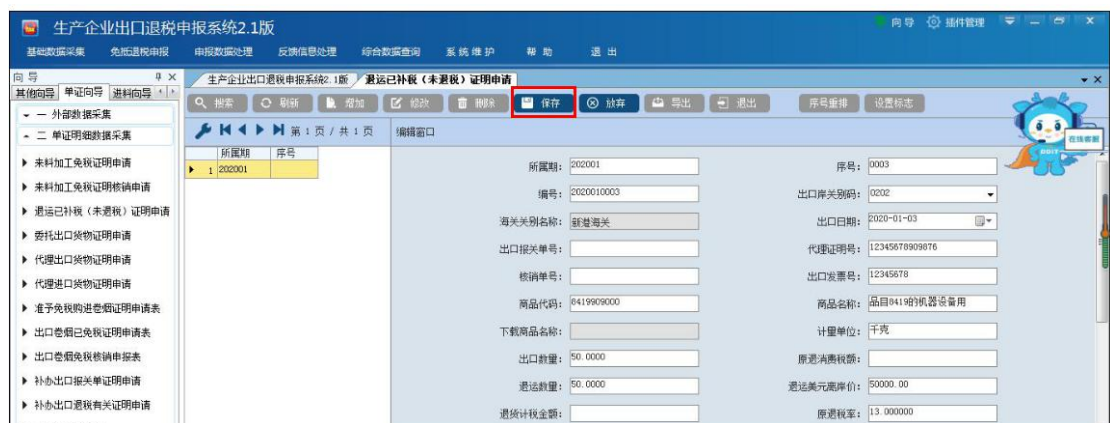 生产企业出口退税申报系统2.1版 向导 插件管理
基础数据采集 免抵退税申报 申报数据处理 反馈信息处理 综合数据查询 系统维护 帮助 退出
向导 生产企业出口退税申报系统2.1版 退运已补税（未退税）证明申请
其他向导 单证向导 进料向导 搜索 刷新 增加 修改 删除 保存 放弃 导出 退出 序号重排 设置标志
一 外部数据采集
二 单证明细数据采集 第 1 页 / 共 1 页 编辑窗口 在线客服
所属期 序号
1 202001
来料加工免税证明申请
来料加工免税证明核销申请
退运已补税（未退税）证明申请
委托出口货物证明申请
代理出口货物证明申请
代理进口货物证明申请
准予免税购进卷烟证明申请表
出口卷烟已免税证明申请表
出口卷烟免税核销申报表
补办出口报关单证明申请
补办出口退税有关证明申请
所属期: 202001 序号: 0003
编号: 2020010003 出口岸关别码: 0202
海关关别名称: 新港海关 出口日期: 2020-01-03
出口报关单号: 代理证明号: 12345678909876
核销单号: 出口发票号: 12345678
商品代码: 8419909000 商品名称: 品目8419的机器设备用
下载商品名称: 计量单位: 千克
出口数量: 50.0000 原退消费税额:
退运数量: 50.0000 退运美元离岸价: 50000.00
退货计税金额: 原退税率: 13.000000